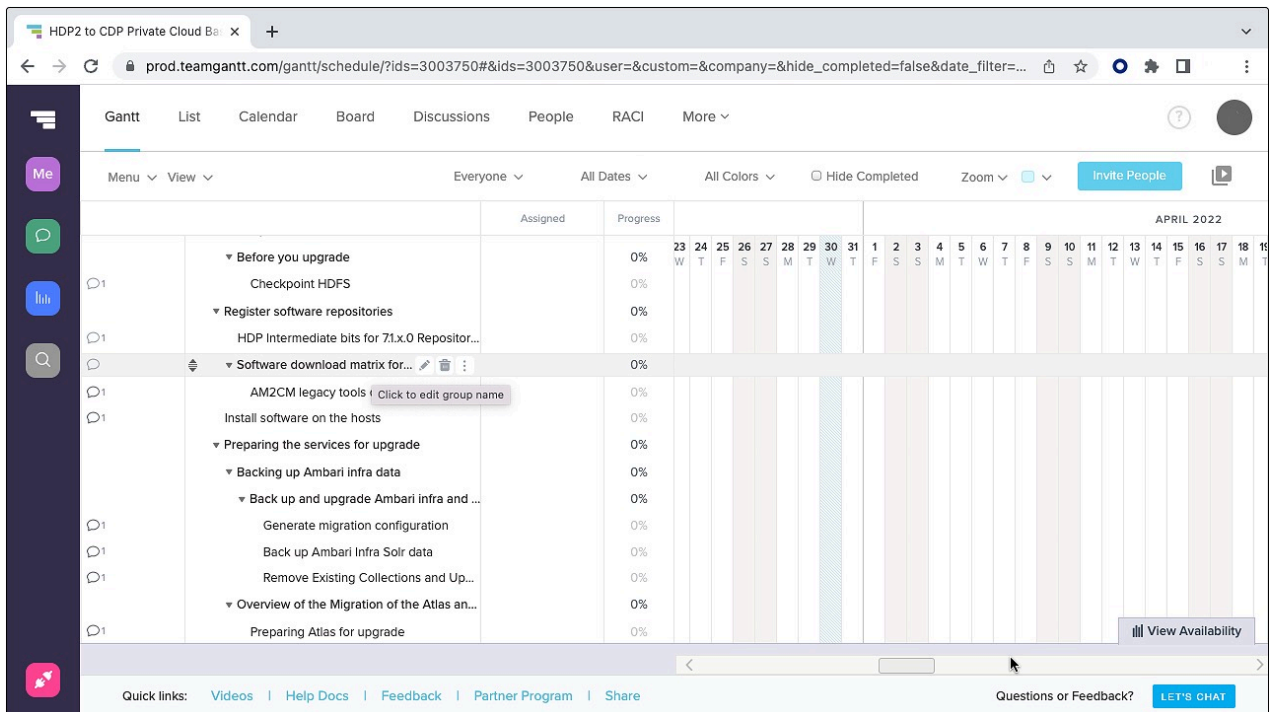 HDP2 to CDP Private Cloud Ba
prod.teamgantt.com/gantt/schedule/?ids=3003750#&ids=3003750&user=&custom=&company=&hide_completed=false&date_filter=...
Gantt List Calendar Board Discussions People RACI More ?
Me
Menu View Everyone All Dates All Colors Hide Completed Zoom Invite People
Assigned Progress APRIL 2022
23 24 25 26 27 28 29 30 31 1 2 3 4 5 6 7 8 9 10 11 12 13 14 15 16 17 18 19
W T F S S M T W T F S S M T W T F S S M T W T F S S M T
Before you upgrade 0%
1 Checkpoint HDFS 0%
Register software repositories 0%
1 HDP Intermediate bits for 7.1.x.0 Repositor... 0%
Software download matrix for... 0%
1 AM2CM legacy tools 0%
Click to edit group name
1 Install software on the hosts 0%
Preparing the services for upgrade 0%
Backing up Ambari infra data 0%
Back up and upgrade Ambari infra and ... 0%
1 Generate migration configuration 0%
1 Back up Ambari Infra Solr data 0%
1 Remove Existing Collections and Up... 0%
Overview of the Migration of the Atlas an... 0%
1 Preparing Atlas for upgrade 0%
View Availability
Quick links: Videos | Help Docs | Feedback | Partner Program | Share Questions or Feedback? LET'S CHAT